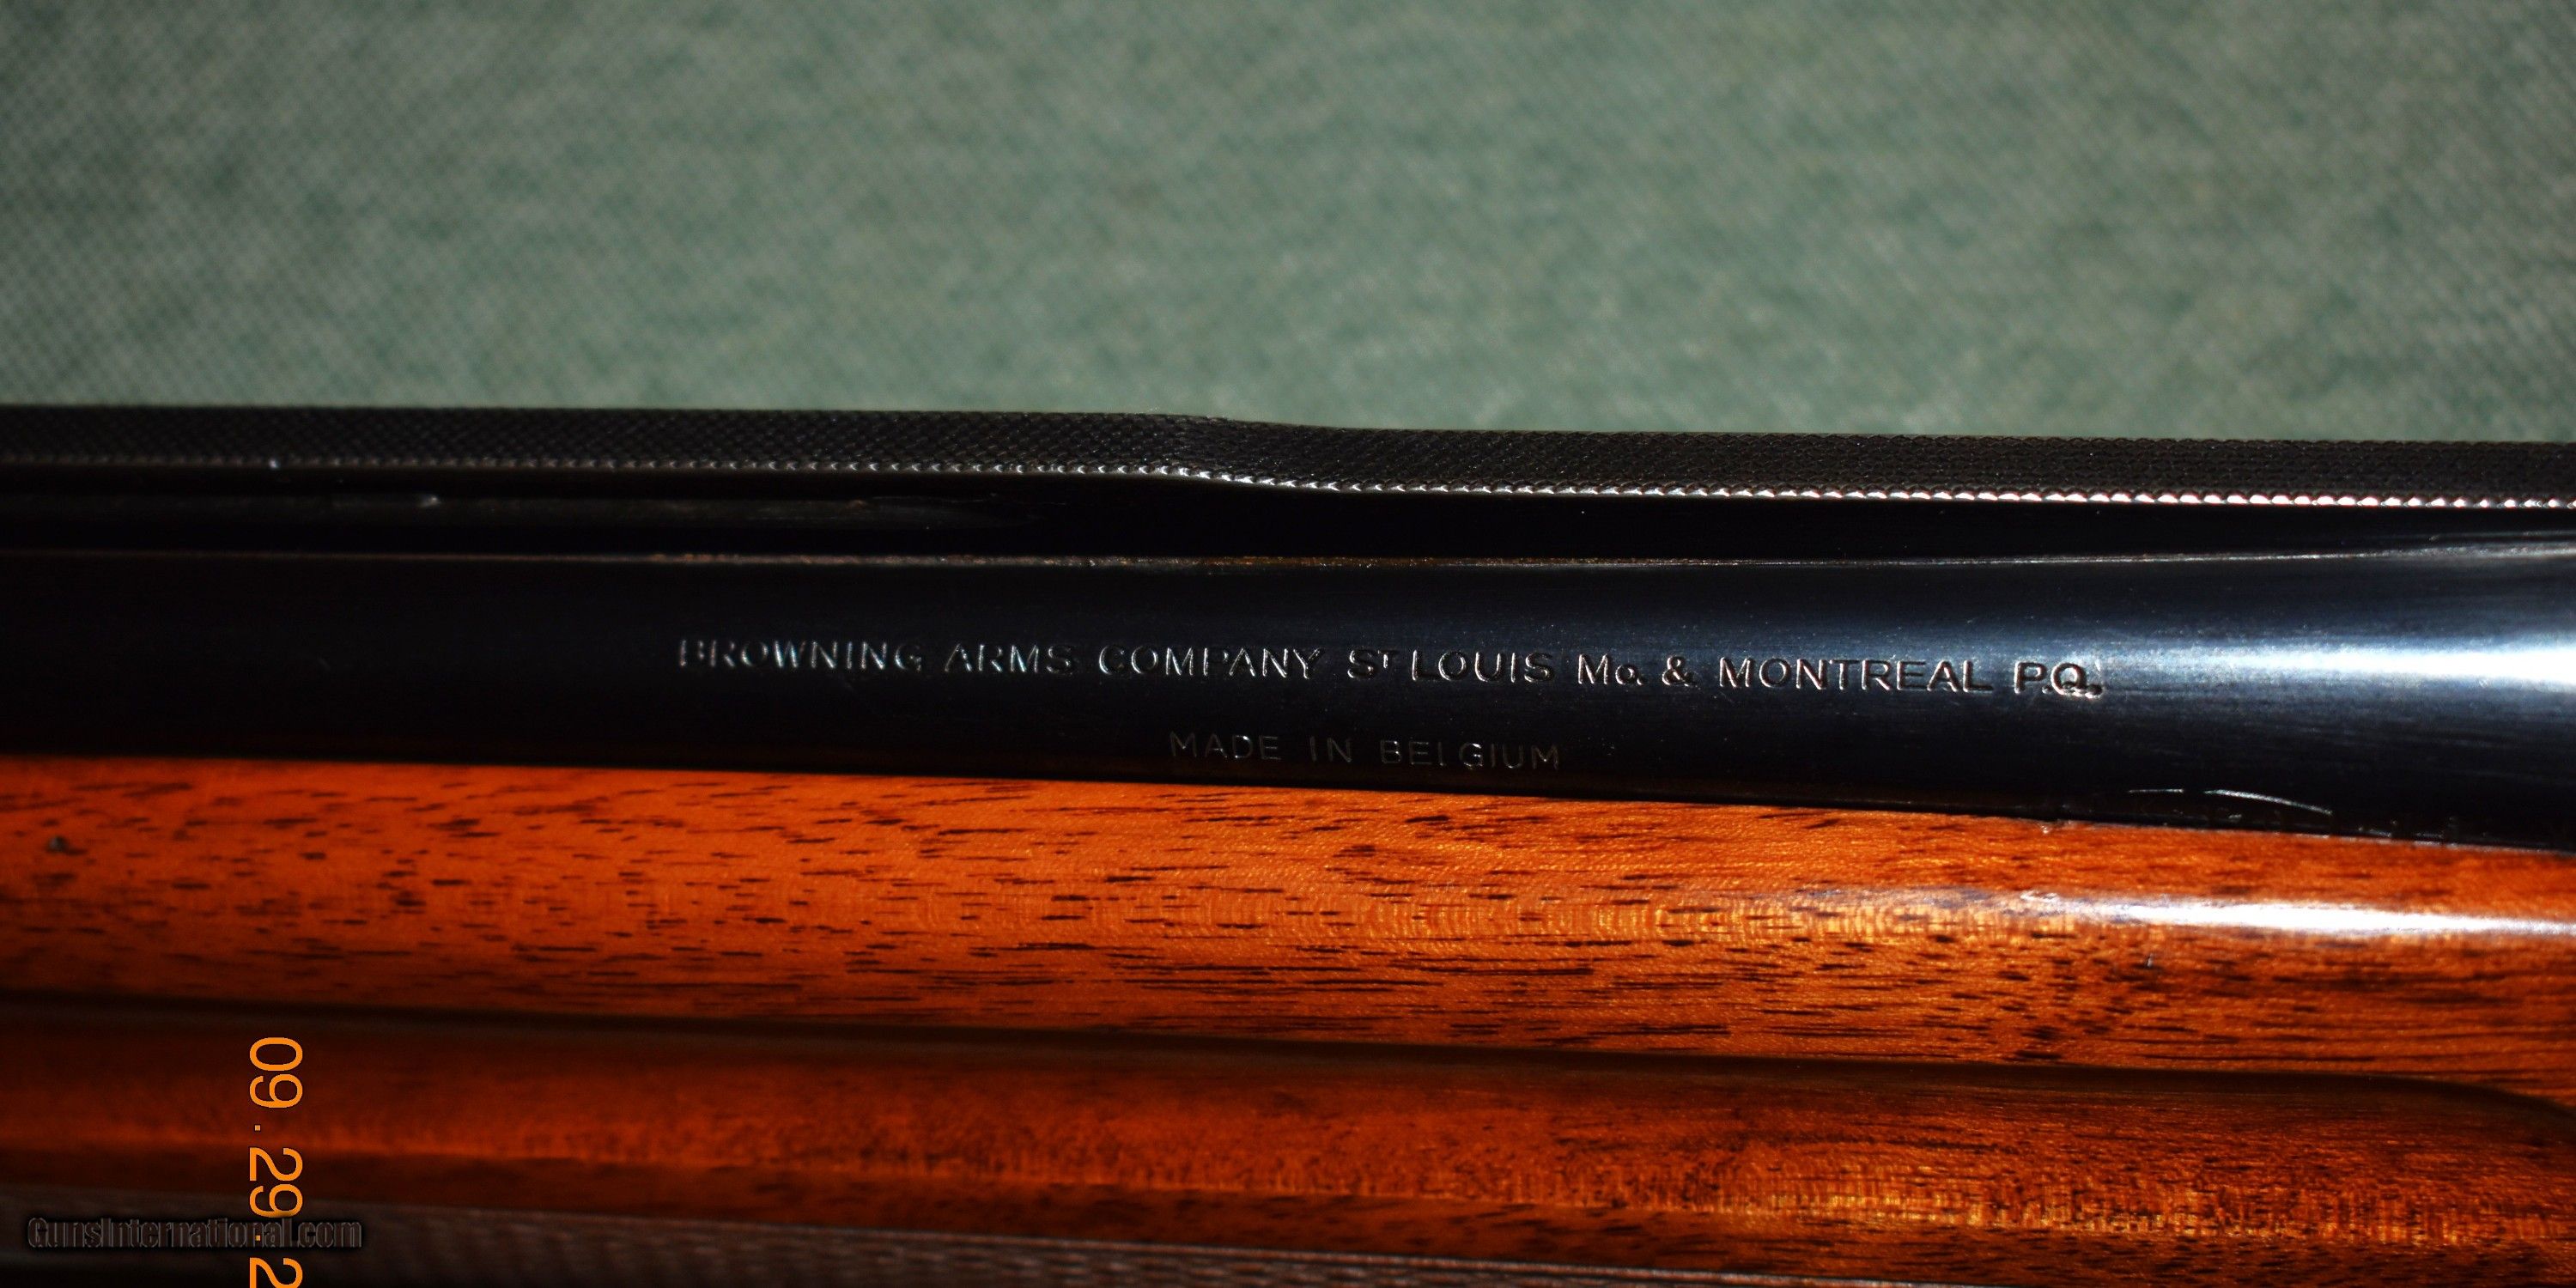 BROWNING ARMS COMPANY ST LOUIS Mo. & MONTREAL P.Q.
MADE IN BELGIUM
09.29.2
GunsInternational.com